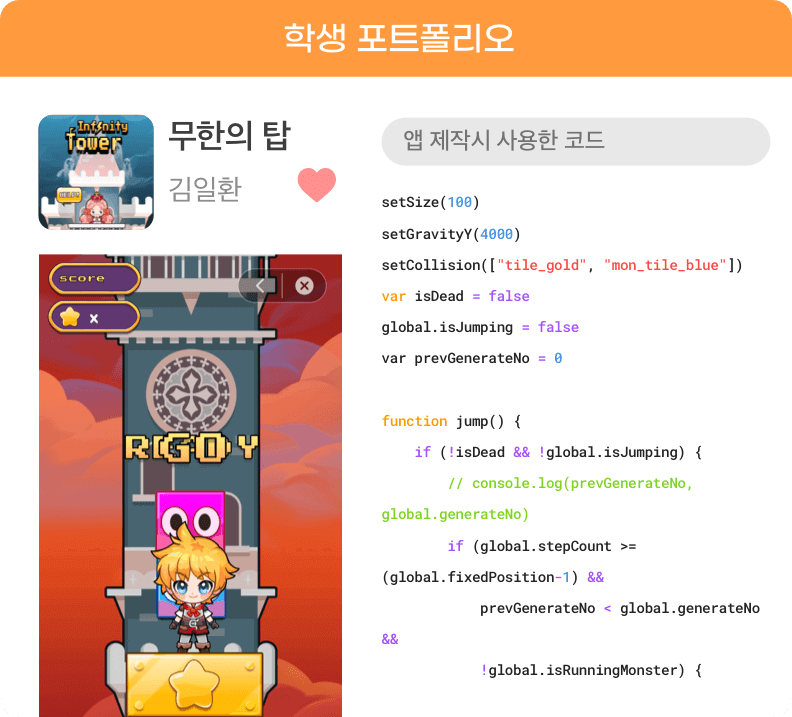 학생 포트폴리오
Infinity
Tower
HELP!
무한의 탑
김일환
score
x
앱 제작시 사용한 코드
setSize(100)
setGravityY(4000)
setCollision(["tile_gold", "mon_tile_blue"])
var isDead = false
global.isJumping = false
var prevGenerateNo = 0
function jump() {
if (!isDead && !global.isJumping) {
// console.log(prevGenerateNo,
global.generateNo)
if (global.stepCount >=
(global.fixedPosition-1) &&
prevGenerateNo < global.generateNo
&&
!global.isRunningMonster) {